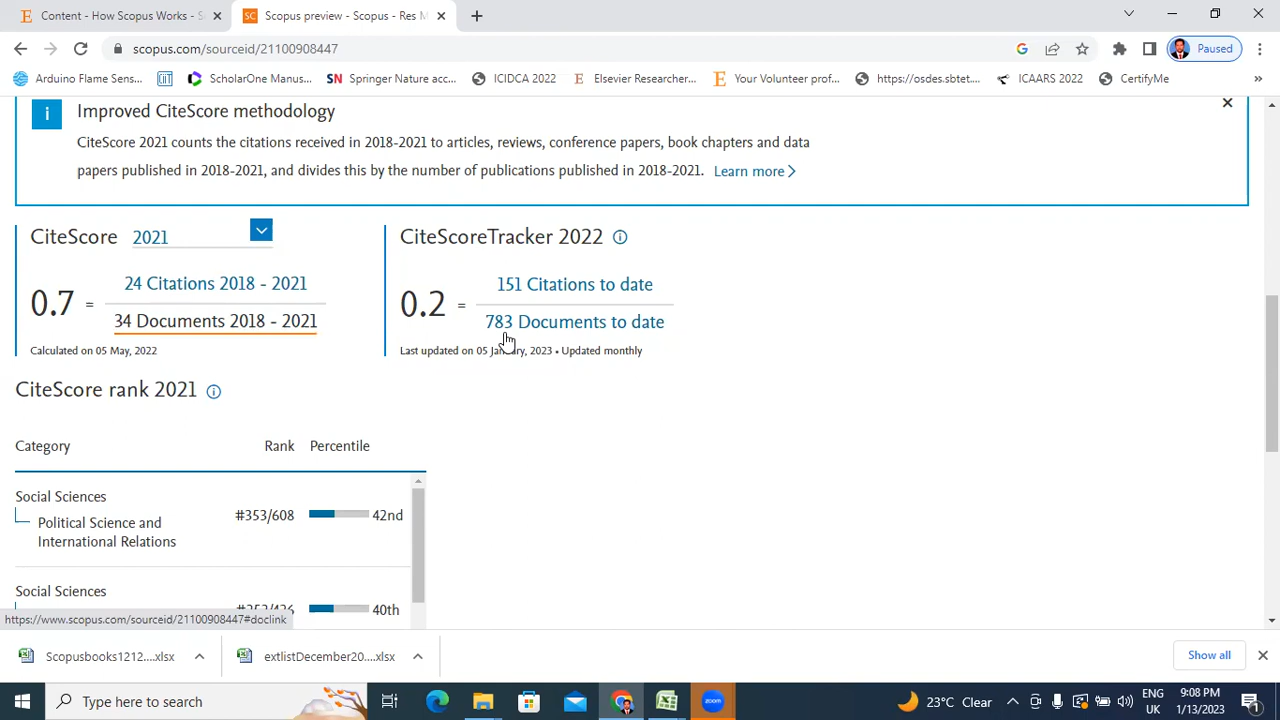 Content - How Scopus Works - S
Scopus preview - Scopus - Res M
scopus.com/sourceid/21100908447
Paused
Arduino Flame Sens...
ScholarOne Manus...
SN Springer Nature acc...
ICIDCA 2022
Elsevier Researcher...
Your Volunteer prof...
https://osdes.sbtet....
ICAARS 2022
CertifyMe
»
i Improved CiteScore methodology
CiteScore 2021 counts the citations received in 2018-2021 to articles, reviews, conference papers, book chapters and data
papers published in 2018-2021, and divides this by the number of publications published in 2018-2021. Learn more
CiteScore 2021
24 Citations 2018 - 2021
0.7 =
34 Documents 2018 - 2021
Calculated on 05 May, 2022
CiteScoreTracker 2022
151 Citations to date
0.2 =
783 Documents to date
Last updated on 05 January, 2023 • Updated monthly
CiteScore rank 2021
Category Rank Percentile
Social Sciences
Political Science and
International Relations
#353/608 42nd
Social Sciences
40th
https://www.scopus.com/sourceid/21100908447#doclink
Scopusbooks1212....xlsx
extlistDecember20....xlsx
Show all
Type here to search
zoom
23°C Clear
ENG
UK
9:08 PM
1/13/2023
1